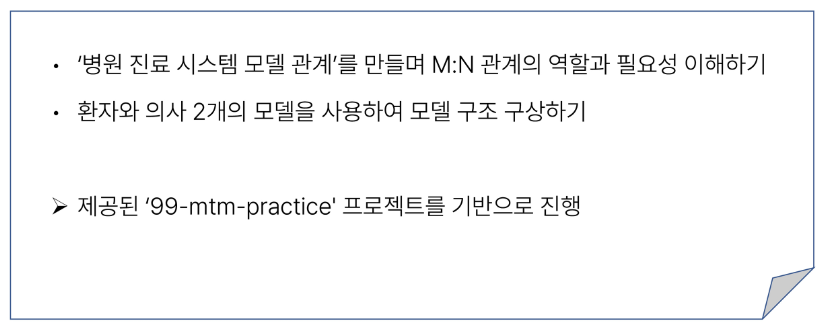 • ‘병원 진료 시스템 모델 관계’를 만들며 M:N 관계의 역할과 필요성 이해하기
• 환자와 의사 2개의 모델을 사용하여 모델 구조 구상하기
➢ 제공된 ‘99-mtm-practice' 프로젝트를 기반으로 진행